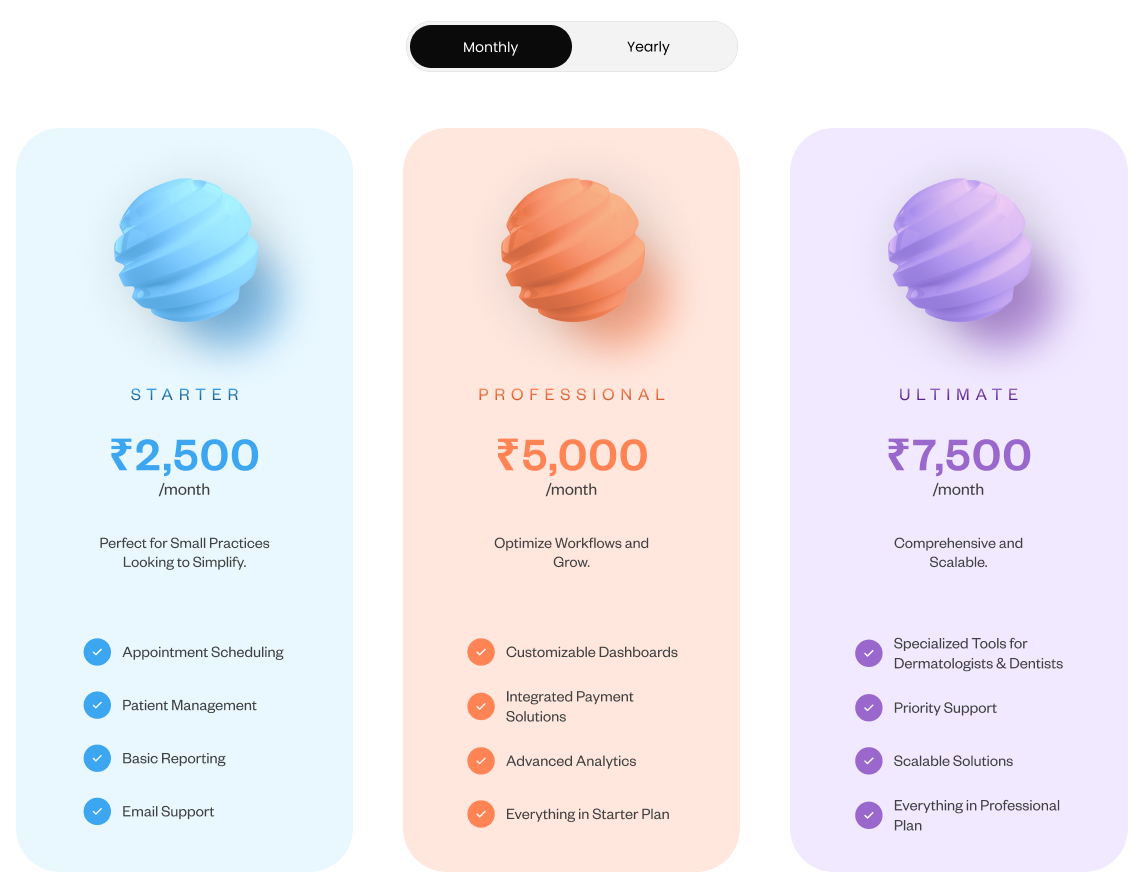 Monthly
Yearly
STARTER
₹2,500
/month
Perfect for Small Practices
Looking to Simplify.
Appointment Scheduling
Patient Management
Basic Reporting
Email Support
PROFESSIONAL
₹5,000
/month
Optimize Workflows and
Grow.
Customizable Dashboards
Integrated Payment
Solutions
Advanced Analytics
Everything in Starter Plan
ULTIMATE
₹7,500
/month
Comprehensive and
Scalable.
Specialized Tools for
Dermatologists & Dentists
Priority Support
Scalable Solutions
Everything in Professional
Plan